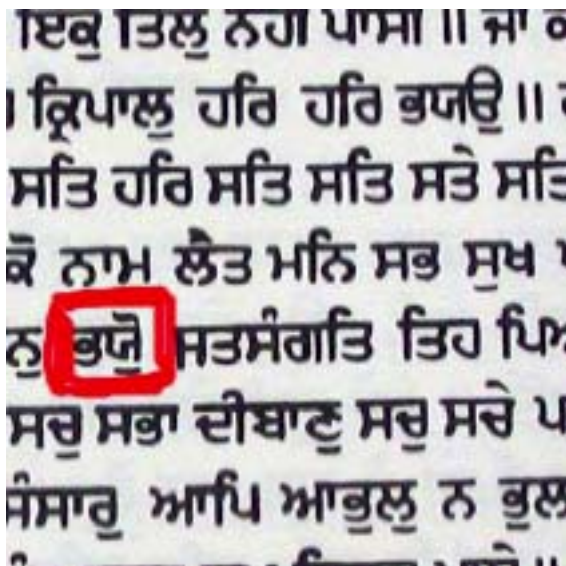 ਇਕੁ ਤਿਲੁ ਨਹੀ ਪਾਸੀ ॥ ਜਾ
ਕ੍ਰਿਪਾਲੁ ਹਰਿ ਹਰਿ ਭਯਉ ॥
ਸਤਿ ਹਰਿ ਸਤਿ ਸਤਿ ਸਤੇ ਸਤਿ
ਕੋ ਨਾਮ ਲੈਤ ਮਨਿ ਸਭ ਸੁਖ
ਨੁ ਭਯੋੁ ਸਤਸੰਗਤਿ ਤਿਹ
ਸਚੁ ਸਭਾ ਦੀਬਾਣੁ ਸਚੁ ਸਚੇ
ਸੰਸਾਰੁ ਆਪਿ ਆਭੁਲੁ ਨ ਭੁਲ